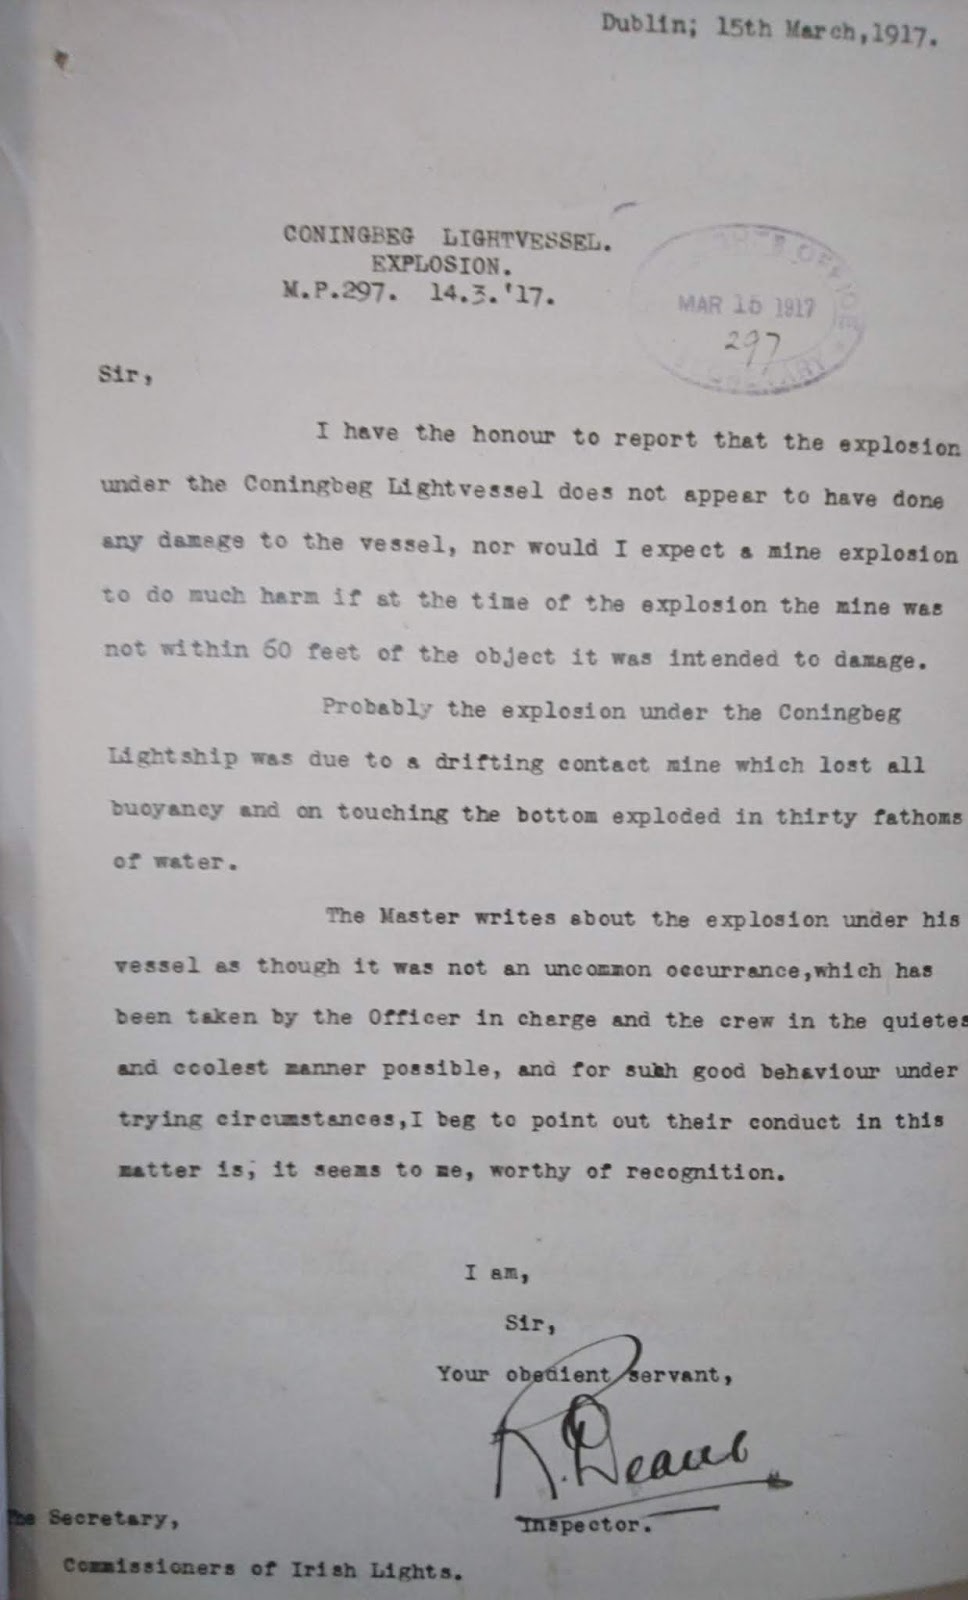 Dublin; 15th March,1917.
CONINGBEG LIGHTVESSEL.
EXPLOSION.
M.P.297. 14.3.'17.
MAR 15 1917
297
Sir,
I have the honour to report that the explosion
under the Coningbeg Lightvessel does not appear to have done
any damage to the vessel, nor would I expect a mine explosion
to do much harm if at the time of the explosion the mine was
not within 60 feet of the object it was intended to damage.
Probably the explosion under the Coningbeg
Lightship was due to a drifting contact mine which lost all
buoyancy and on touching the bottom exploded in thirty fathoms
of water.
The Master writes about the explosion under his
vessel as though it was not an uncommon occurrance,which has
been taken by the Officer in charge and the crew in the quietes
and coolest manner possible, and for such good behaviour under
trying circumstances,I beg to point out their conduct in this
matter is, it seems to me, worthy of recognition.
I am,
Sir,
Your obedient servant,
Inspector.
The Secretary,
Commissioners of Irish Lights.